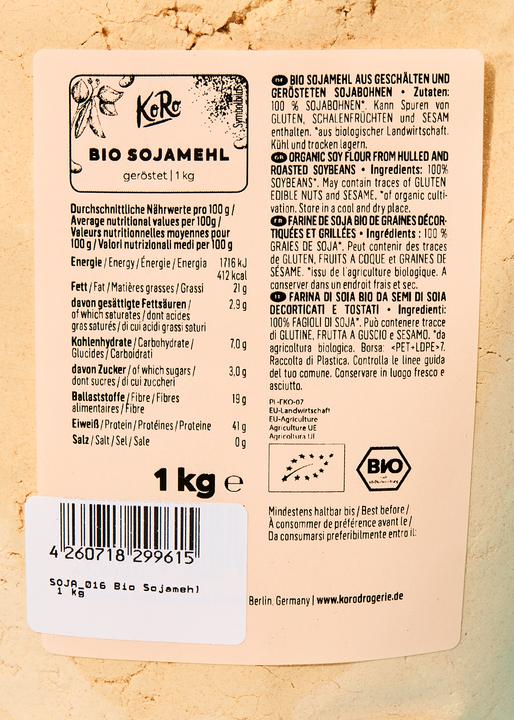 KoRo
Symbolbild
BIO SOJAMEHL
geröstet | 1 kg
Durchschnittliche Nährwerte pro 100 g /
Average nutritional values per 100g /
Valeurs nutritionnelles moyennes pour
100 g / Valori nutrizionali medi per 100 g
Energie / Energy / Énergie / Energia 1716 kJ
412 kcal
Fett / Fat / Matières grasses / Grassi 21 g
davon gesättigte Fettsäuren / 2,9 g
of which saturates / dont acides
gras saturés / di cui acidi grassi saturi
Kohlenhydrate / Carbohydrate / 7,0 g
Glucides / Carboidrati
davon Zucker / of which sugars / 3,0 g
dont sucres / di cui zuccheri
Ballaststoffe / Fibre / Fibres 19 g
alimentaires / Fibre
Eiweiß / Protein / Protéines / Proteine 41 g
Salz / Salt / Sel / Sale 0 g
1 kg e
4 260718 299615
SOJA_016 Bio Sojamehl
1 kg
BIO SOJAMEHL AUS GESCHÄLTEN UND
GERÖSTETEN SOJABOHNEN • Zutaten:
100 % SOJABOHNEN*. Kann Spuren von
GLUTEN, SCHALENFRÜCHTEN und SESAM
enthalten. *aus biologischer Landwirtschaft.
Kühl und trocken lagern.
ORGANIC SOY FLOUR FROM HULLED AND
ROASTED SOYBEANS • Ingredients: 100%
SOYBEANS*. May contain traces of GLUTEN
EDIBLE NUTS and SESAME. *of organic culti-
vation. Store in a cool and dry place.
FARINE DE SOJA BIO DE GRAINES DÉCOR-
TIQUÉES ET GRILLÉES • Ingrédients : 100 %
GRAIES DE SOJA*. Peut contenir des traces
de GLUTEN, FRUITS A COQUE et GRAINES DE
SÉSAME. *issu de l'agriculture biologique. A
conserver dans un endroit frais et sec.
FARINA DI SOIA BIO DA SEMI DI SOIA
DECORTICATI E TOSTATI • Ingredienti:
100% FAGIOLI DI SOJA*. Può contenere tracce
di GLUTINE, FRUTTA A GUSCIO e SESAMO. *da
agricoltura biologica. Borsa: <PET+LDPE>7.
Raccolta di Plastica. Controlla le linee guida
del tuo comune. Conservare in luogo fresco e
asciutto.
PL-EKO-07
EU-Landwirtschaft
EU-Agriculture
Agriculture UE
Agricoltura UE
BIO
Mindestens haltbar bis / Best before /
À consommer de préférence avant le /
Da consumarsi preferibilmente entro il:
Berlin, Germany | www.korodrogerie.de